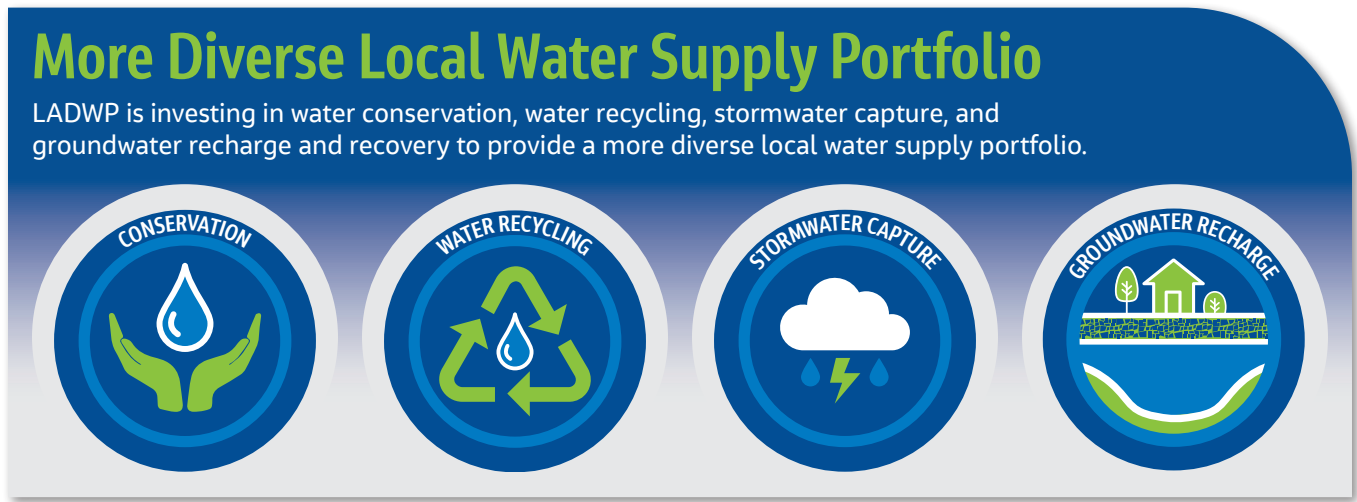 More Diverse Local Water Supply Portfolio
LADWP is investing in water conservation, water recycling, stormwater capture, and
groundwater recharge and recovery to provide a more diverse local water supply portfolio.
CONSERVATION
WATER RECYCLING
STORMWATER CAPTURE
GROUNDWATER RECHARGE